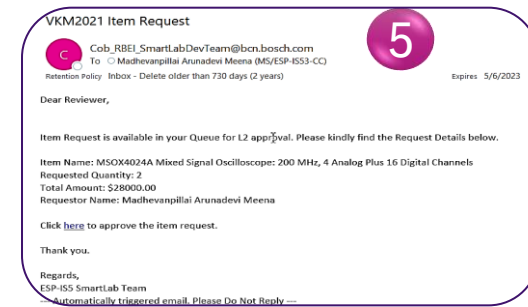 VKM2021 Item Request
5
C
Cob_RBEI_SmartLabDevTeam@bcn.bosch.com
To Madhevanpillai Arunadevi Meena (MS/ESP-IS53-CC)
Retention Policy Inbox - Delete older than 730 days (2 years) Expires 5/6/2023
Dear Reviewer,
Item Request is available in your Queue for L2 approval. Please kindly find the Request Details below.
Item Name: MSOX4024A Mixed Signal Oscilloscope: 200 MHz, 4 Analog Plus 16 Digital Channels
Requested Quantity: 2
Total Amount: $28000.00
Requestor Name: Madhevanpillai Arunadevi Meena
Click here to approve the item request.
Thank you.
Regards,
ESP-IS5 SmartLab Team
--- Automatically triggered email. Please Do Not Reply ---